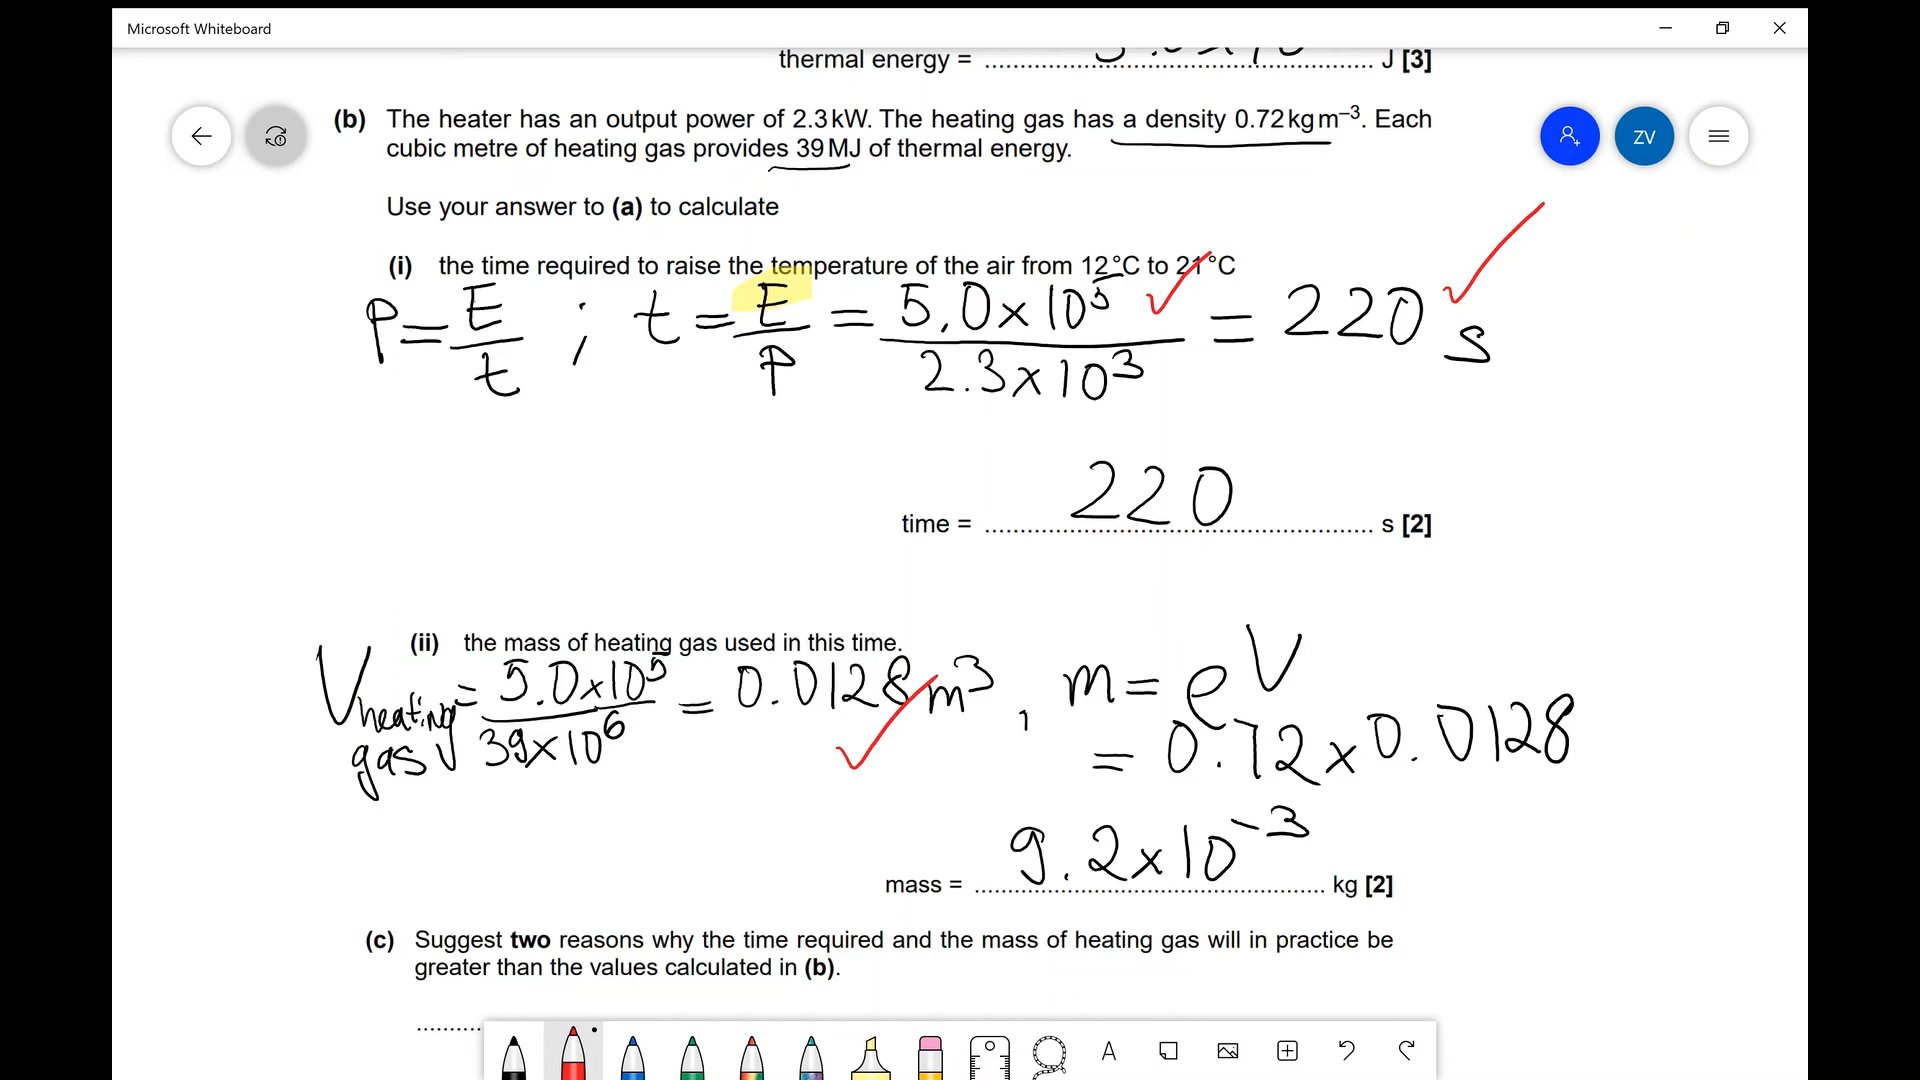 Microsoft Whiteboard
thermal energy = ........ J [3]
(b) The heater has an output power of 2.3 kW. The heating gas has a density 0.72 kg m⁻³. Each
cubic metre of heating gas provides 39 MJ of thermal energy.
ZV
Use your answer to (a) to calculate
(i) the time required to raise the temperature of the air from 12 °C to 21 °C
P = E/t ; t = E/P = 5.0 × 10⁵ / 2.3 × 10³ = 220 s
time = 220 s [2]
(ii) the mass of heating gas used in this time.
V heating gas = 5.0 × 10⁵ / 39 × 10⁶ = 0.0128 m³ , m = ρV
= 0.72 × 0.0128
mass = 9.2 × 10⁻³ kg [2]
(c) Suggest two reasons why the time required and the mass of heating gas will in practice be
greater than the values calculated in (b).